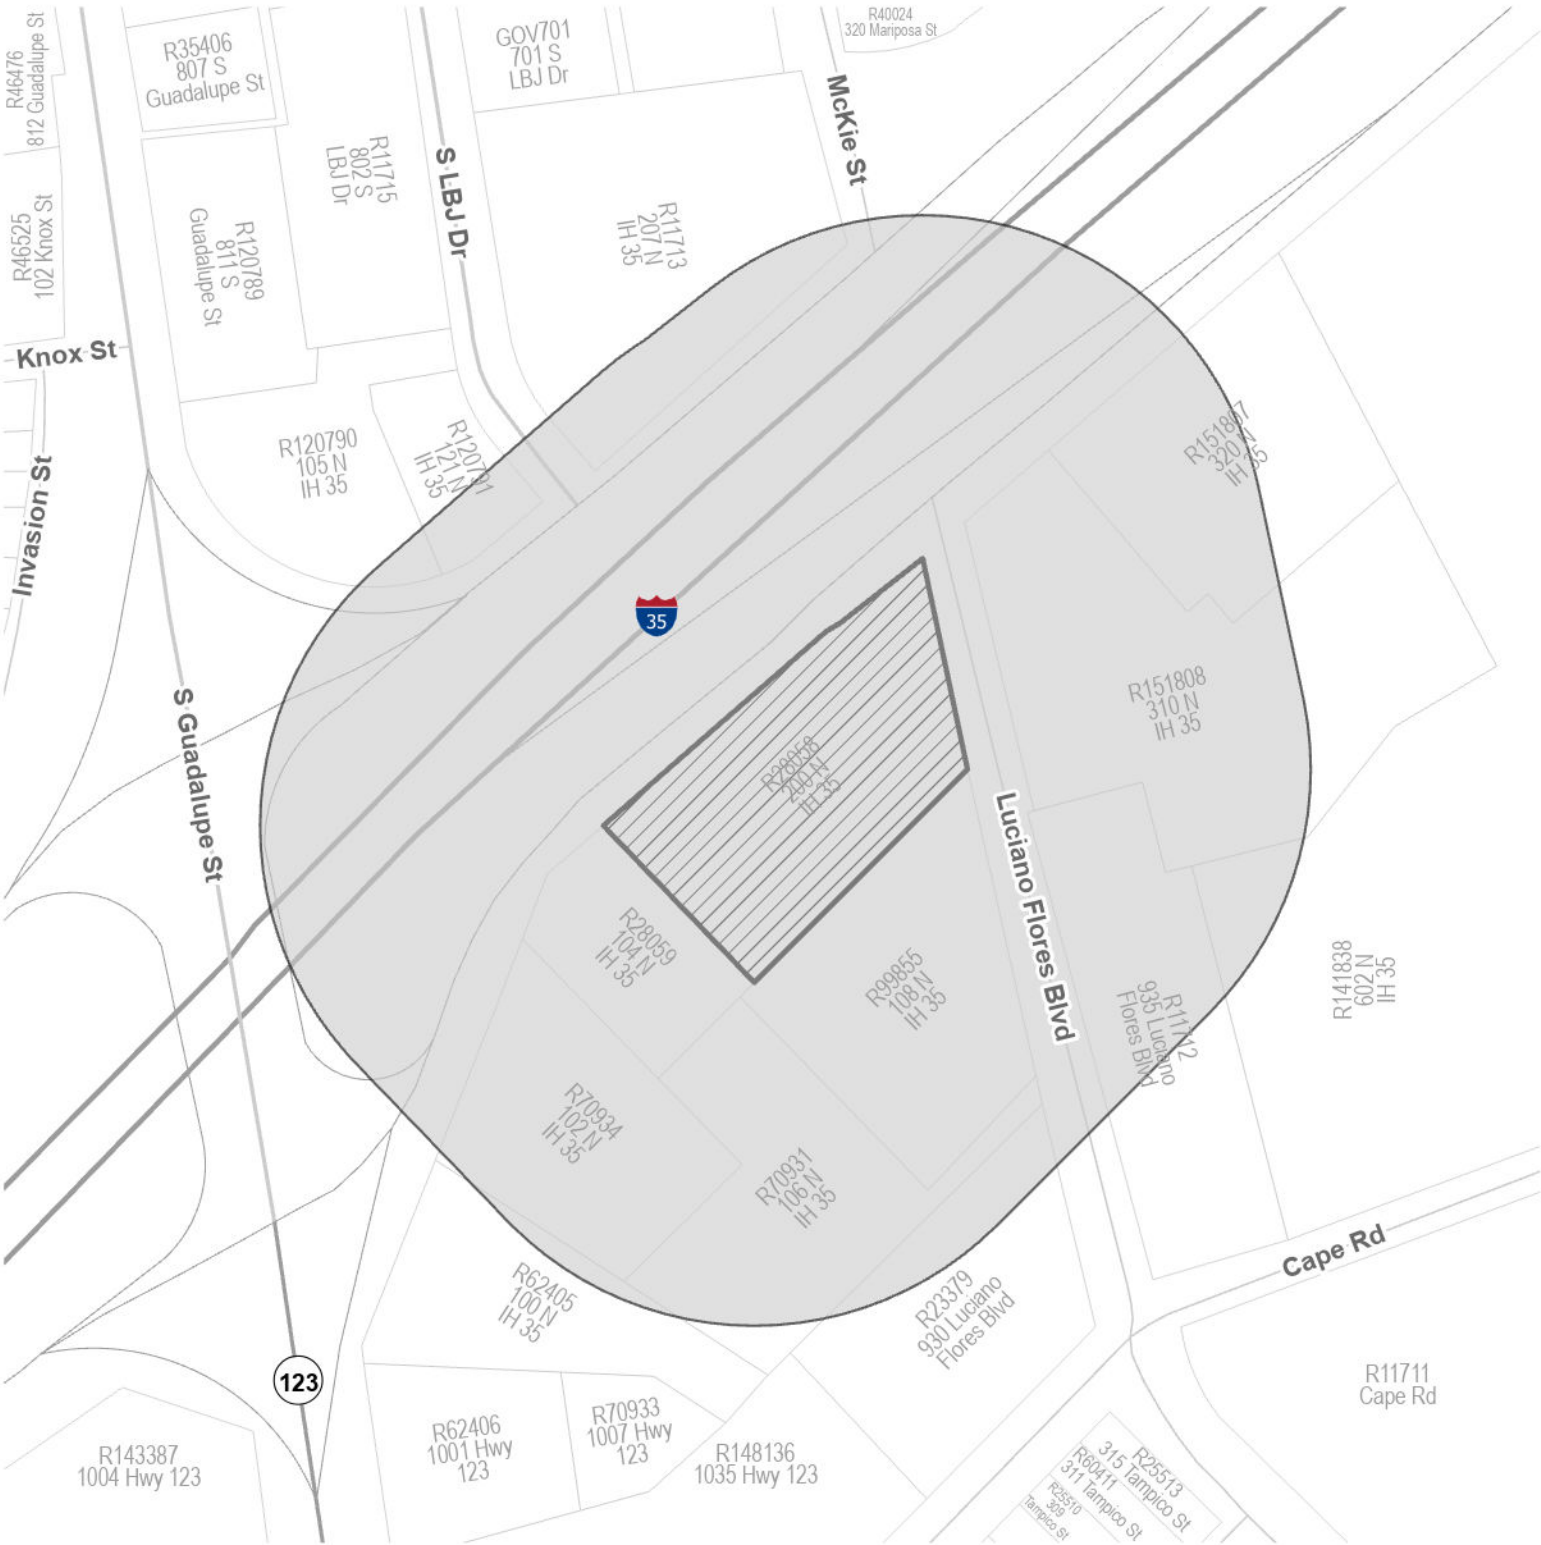 R46476
812 Guadalupe St
R35406
807 S
Guadalupe St
GOV701
701 S
LBJ Dr
R40024
320 Mariposa St
McKie St
R11715
802 S
LBJ Dr
S LBJ Dr
R46525
102 Knox St
R120789
811 S
Guadalupe St
R11713
207 N
IH 35
Knox St
R120790
105 N
IH 35
R120791
121 N
IH 35
R151807
320 N
IH 35
Invasion St
35
S Guadalupe St
R151808
310 N
IH 35
R28058
200 N
IH 35
Luciano Flores Blvd
R28059
104 N
IH 35
R99855
108 N
IH 35
R141838
602 N
IH 35
R11712
935 Luciano
Flores Blvd
R70934
102 N
IH 35
R70931
106 N
IH 35
R62405
100 N
IH 35
R23379
930 Luciano
Flores Blvd
Cape Rd
123
R11711
Cape Rd
R62406
1001 Hwy
123
R70933
1007 Hwy
123
R143387
1004 Hwy 123
R148136
1035 Hwy 123
R25513
315 Tampico St
R60411
311 Tampico St
R25510
309
Tampico St